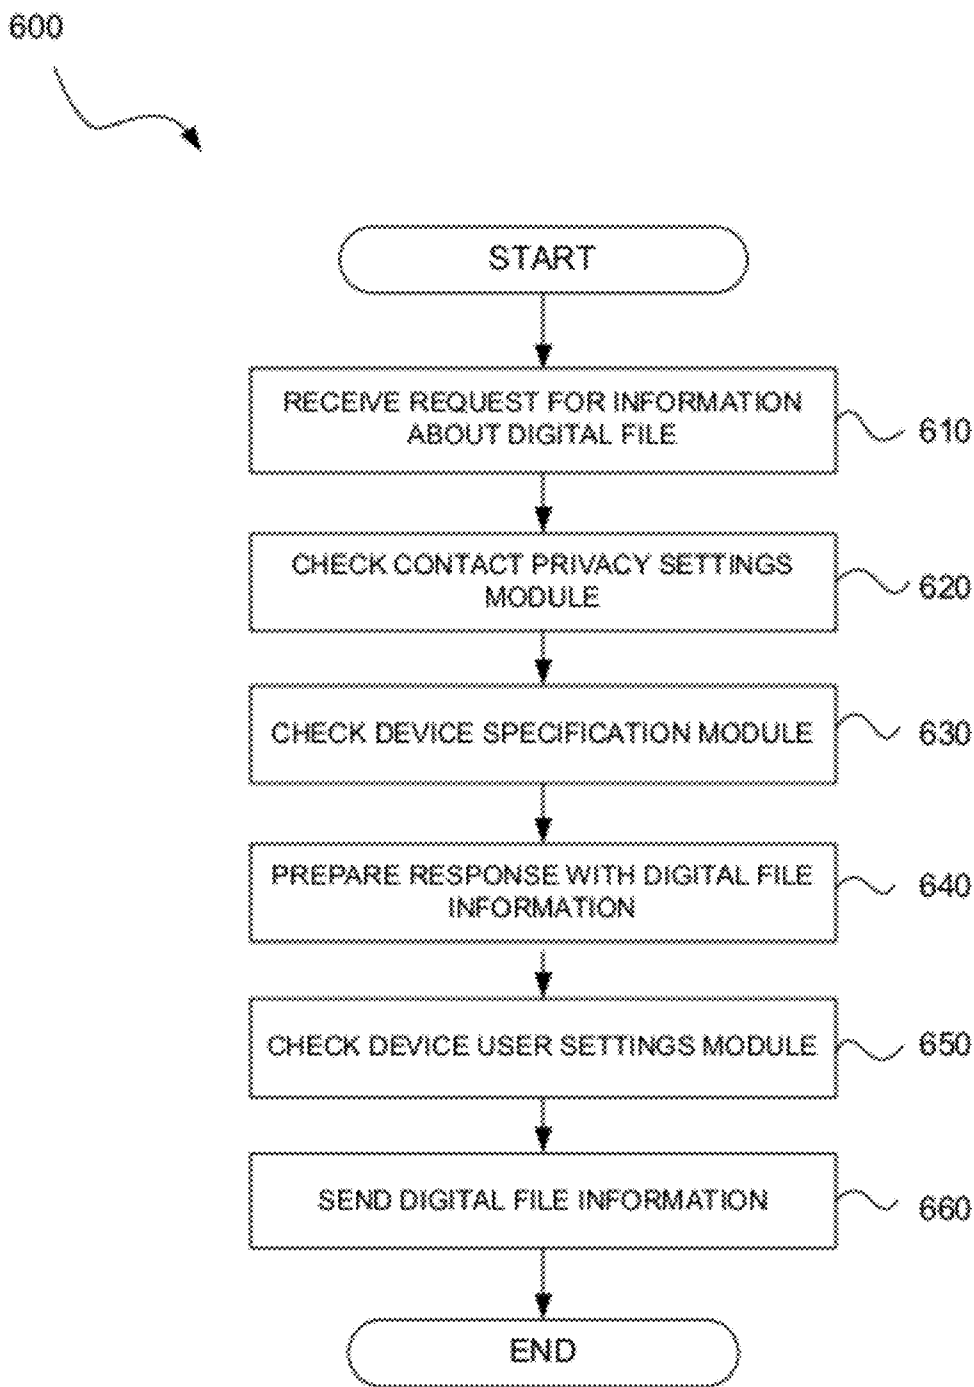 600
START
RECEIVE REQUEST FOR INFORMATION
ABOUT DIGITAL FILE
610
CHECK CONTACT PRIVACY SETTINGS
MODULE
620
CHECK DEVICE SPECIFICATION MODULE
630
PREPARE RESPONSE WITH DIGITAL FILE
INFORMATION
640
CHECK DEVICE USER SETTINGS MODULE
650
SEND DIGITAL FILE INFORMATION
660
END